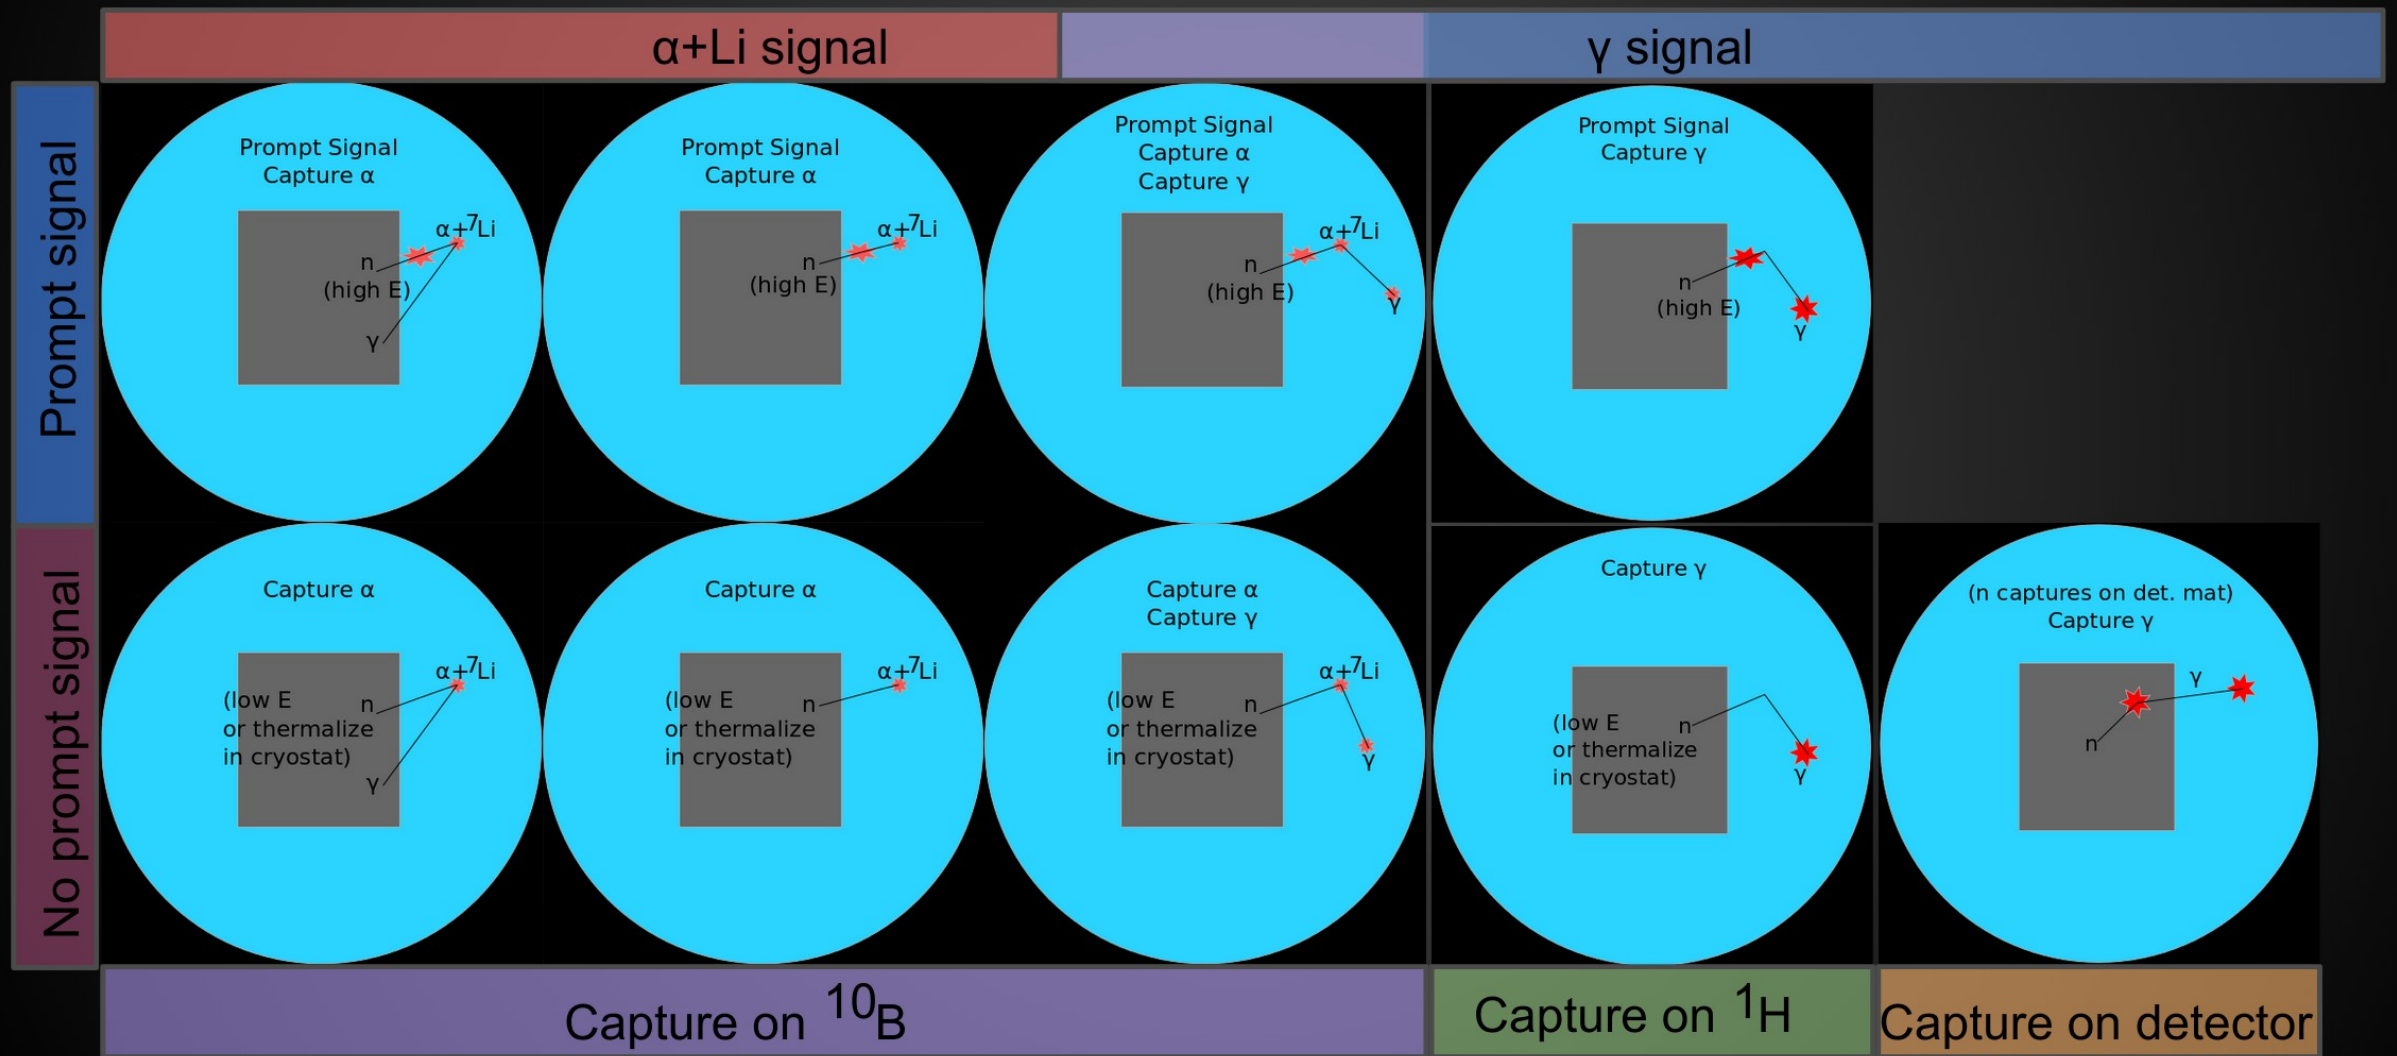 α+Li signal
γ signal
Prompt signal
Prompt Signal
Capture α
α+⁷Li
n
(high E)
γ
Prompt Signal
Capture α
α+⁷Li
n
(high E)
Prompt Signal
Capture α
Capture γ
α+⁷Li
n
(high E)
γ
Prompt Signal
Capture γ
n
(high E)
γ
No prompt signal
Capture α
α+⁷Li
(low E
n
or thermalize
in cryostat)
γ
Capture α
α+⁷Li
(low E
n
or thermalize
in cryostat)
Capture α
Capture γ
α+⁷Li
(low E
n
or thermalize
in cryostat)
γ
Capture γ
(low E
n
or thermalize
in cryostat)
γ
(n captures on det. mat)
Capture γ
γ
n
Capture on ¹⁰B
Capture on ¹H
Capture on detector